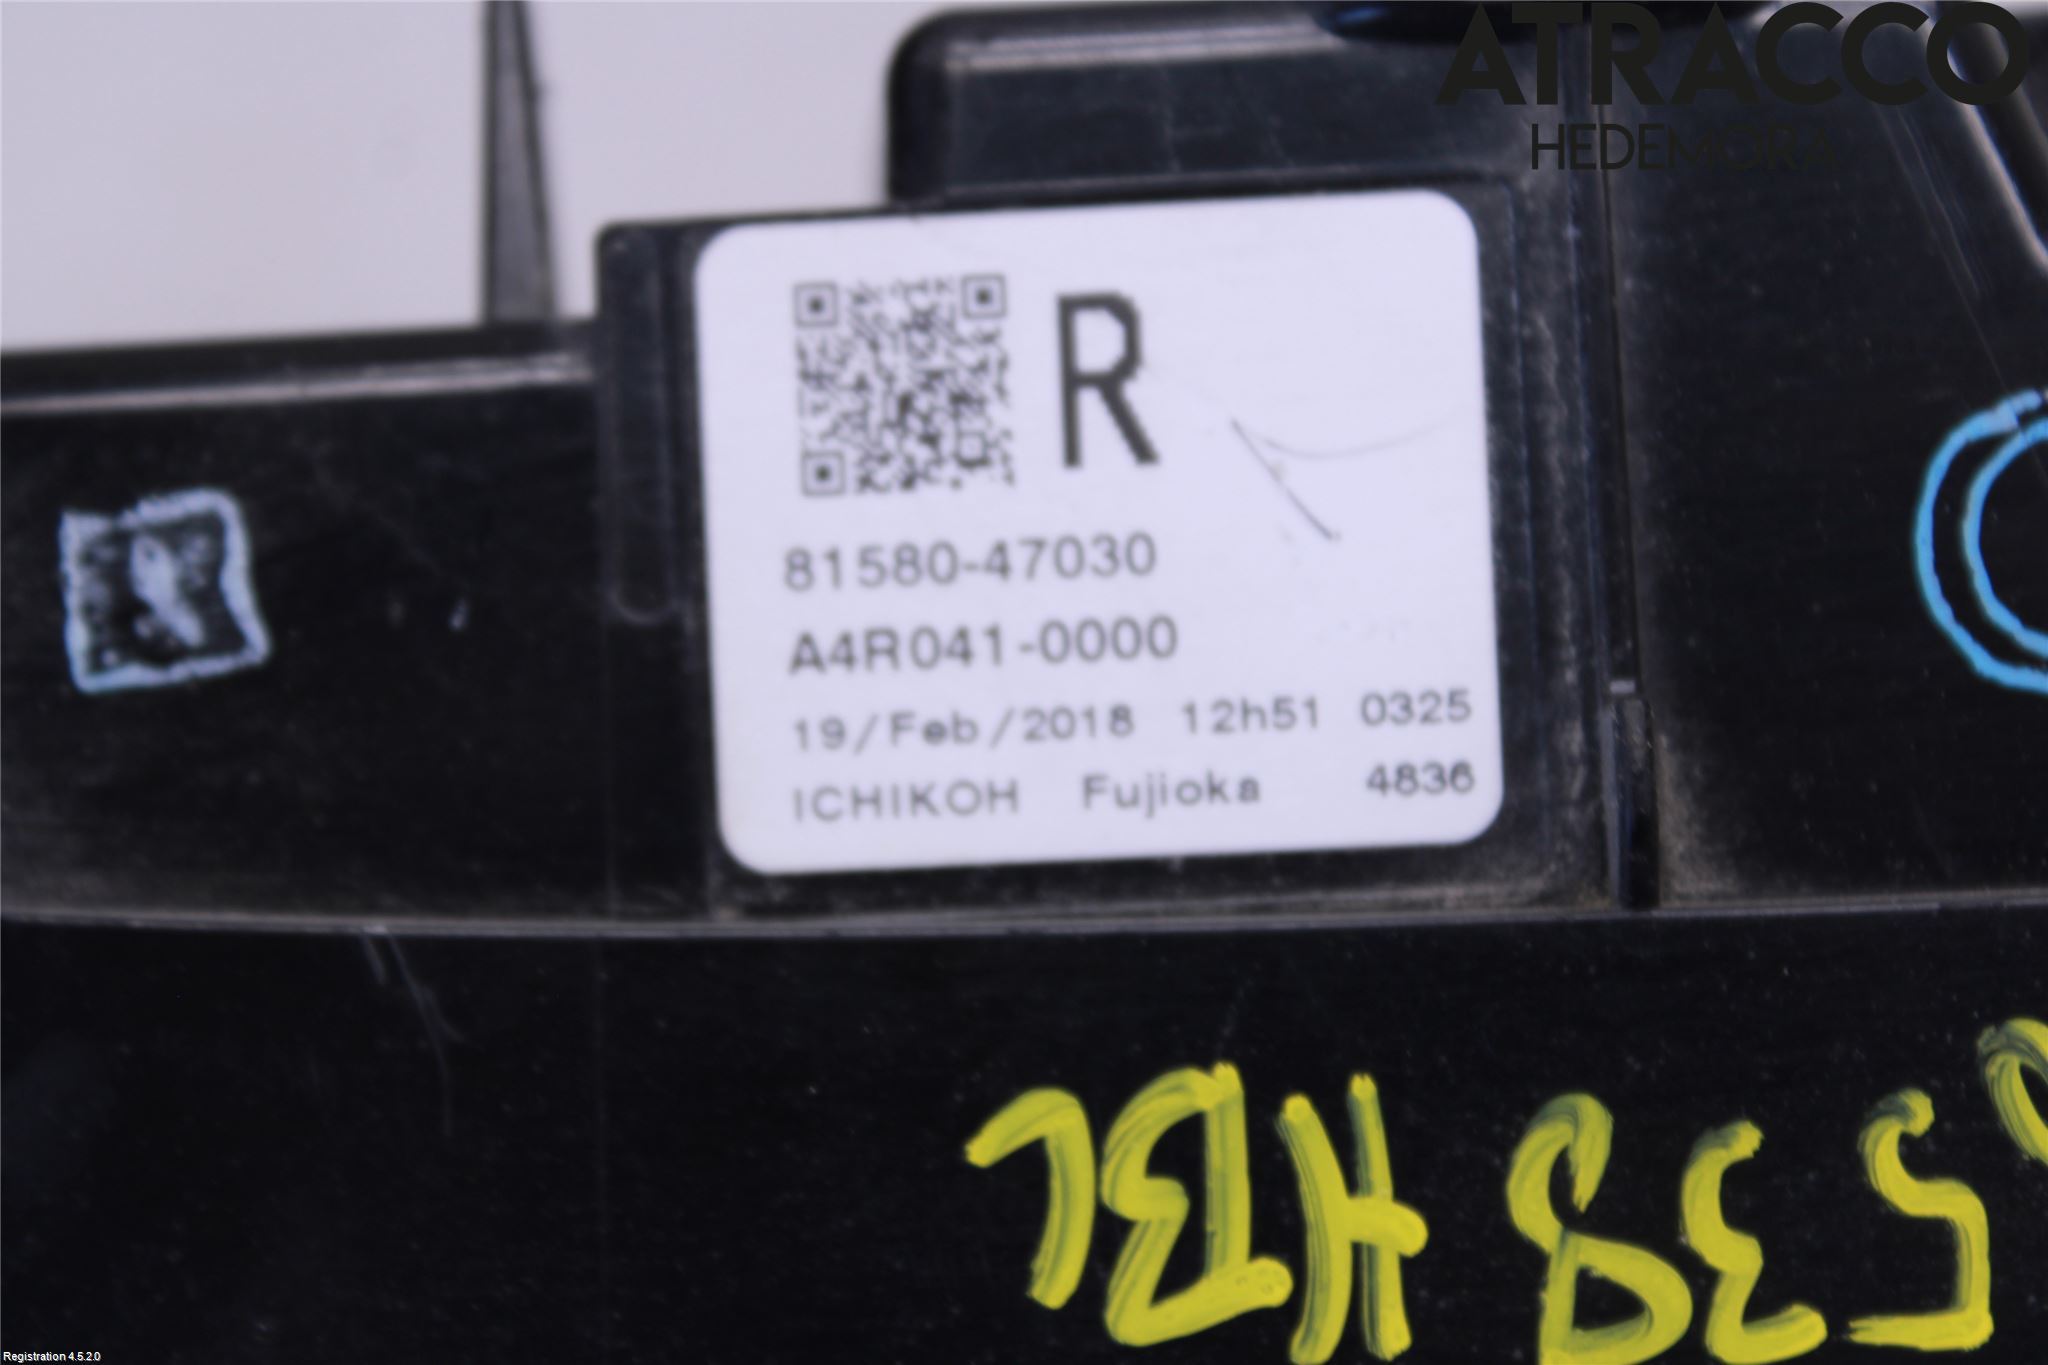 ATRACCO
HEDEMORA
R
81580-47030
A4R041-0000
19/Feb/2018 12h51 0325
ICHIKOH Fujioka 4836
Registration 4.5.2.0